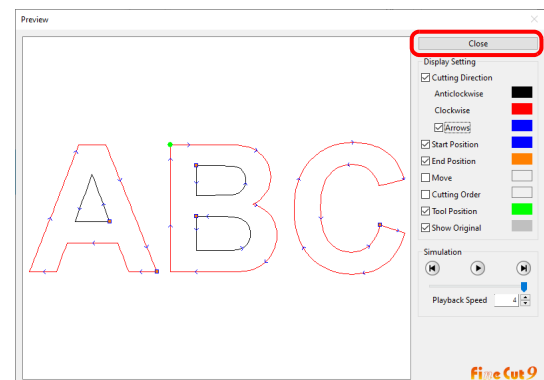 Preview
Close
Display Setting
Cutting Direction
Anticlockwise
Clockwise
Arrows
Start Position
End Position
Move
Cutting Order
Tool Position
Show Original
Simulation
Playback Speed 4
ABC
Fine Cut 9